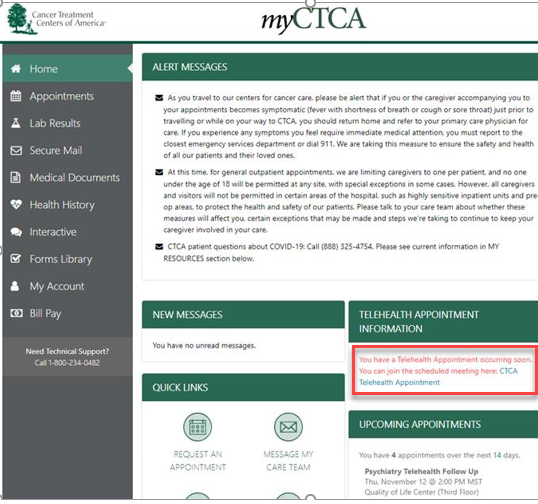 Cancer Treatment
Centers of America
myCTCA
Home
Appointments
Lab Results
Secure Mail
Medical Documents
Health History
Interactive
Forms Library
My Account
Bill Pay
Need Technical Support?
Call 1-800-234-0482
ALERT MESSAGES
As you travel to our centers for cancer care, please be alert that if you or the caregiver accompanying you to
your appointments becomes symptomatic (fever with shortness of breath or cough or sore throat) just prior to
travelling or while on your way to CTCA, you should return home and refer to your primary care physician for
care. If you experience any symptoms you feel require immediate medical attention, you must report to the
closest emergency services department or dial 911. We are taking this measure to ensure the safety and health
of all our patients and their loved ones.
At this time, for general outpatient appointments, we are limiting caregivers to one per patient, and no one
under the age of 18 will be permitted at any site, with special exceptions in some cases. However, all caregivers
and visitors will not be permitted in certain areas of the hospital, such as highly sensitive inpatient units and pre
op areas, to protect the health and safety of our patients. Please talk to your care team about whether these
measures will affect you, certain exceptions that may be made and steps we're taking to continue to keep your
caregiver involved in your care.
CTCA patient questions about COVID-19: Call (888) 325-4754. Please see current information in MY
RESOURCES section below.
NEW MESSAGES
You have no unread messages.
QUICK LINKS
REQUEST AN
APPOINTMENT
MESSAGE MY
CARE TEAM
TELEHEALTH APPOINTMENT
INFORMATION
You have a Telehealth Appointment occurring soon.
You can join the scheduled meeting here: CTCA
Telehealth Appointment
UPCOMING APPOINTMENTS
You have 4 appointments over the next 14 days.
Psychiatry Telehealth Follow Up
Thu, November 12 @ 2:00 PM MST
Quality of Life Center (Third Floor)